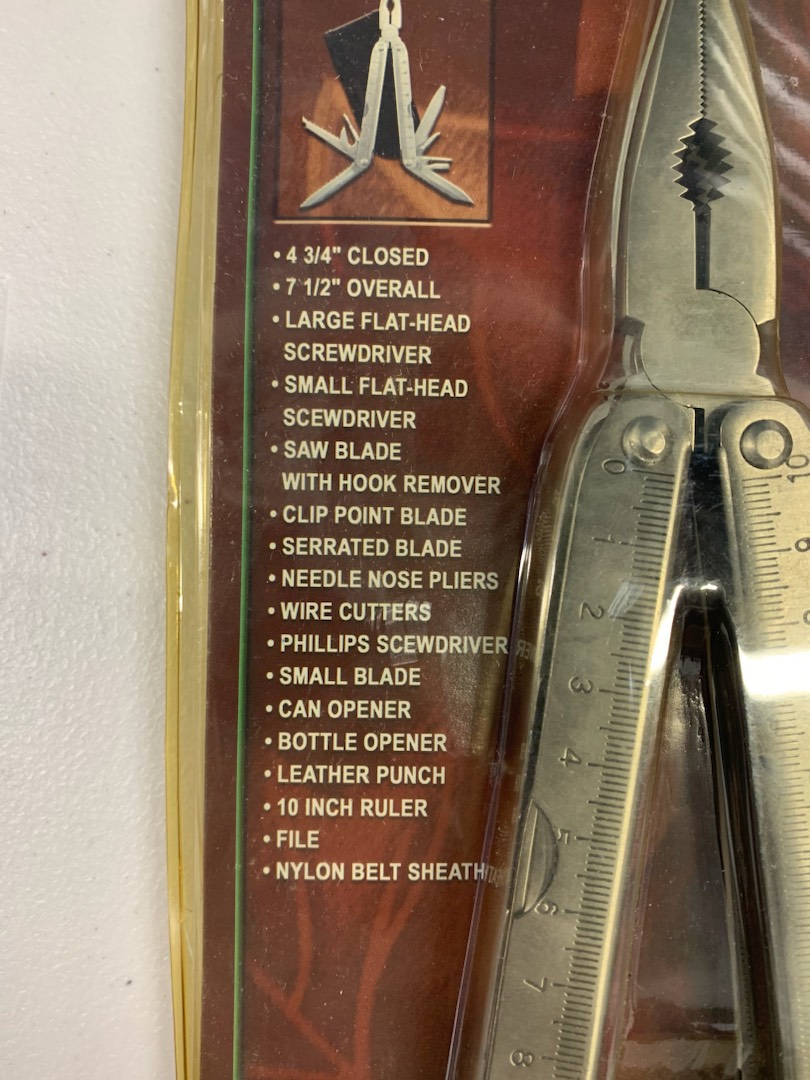 • 4 3/4" CLOSED
• 7 1/2" OVERALL
• LARGE FLAT-HEAD
SCREWDRIVER
• SMALL FLAT-HEAD
SCEWDRIVER
• SAW BLADE
WITH HOOK REMOVER
• CLIP POINT BLADE
• SERRATED BLADE
• NEEDLE NOSE PLIERS
• WIRE CUTTERS
• PHILLIPS SCEWDRIVER
• SMALL BLADE
• CAN OPENER
• BOTTLE OPENER
• LEATHER PUNCH
• 10 INCH RULER
• FILE
• NYLON BELT SHEATH
0
1
2
3
4
5
6
7
8
10
9